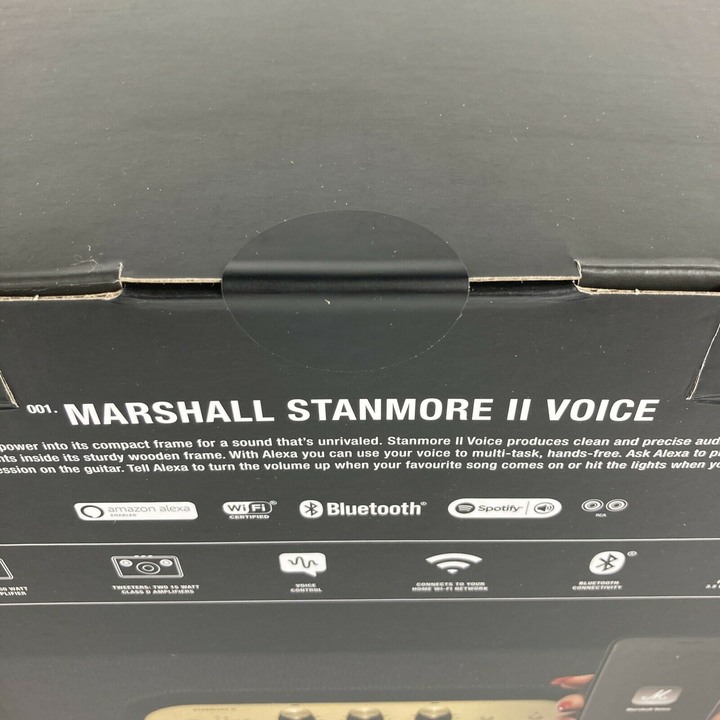 001. MARSHALL STANMORE II VOICE
power into its compact frame for a sound that's unrivaled. Stanmore II Voice produces clean and precise
inside its sturdy wooden frame. With Alexa you can use your voice to multi-task, hands-free. Ask Alexa to
on the guitar. Tell Alexa to turn the volume up when your favourite song comes on or hit the lights when
amazon alexa
ENABLED
WiFi
CERTIFIED
Bluetooth®
Spotify®
RCA
WATT
TWEETERS: TWO 15 WATT
CLASS D AMPLIFIERS
VOICE
CONTROL
CONNECTS TO YOUR
HOME WI-FI NETWORK
BLUETOOTH
CONNECTIVITY